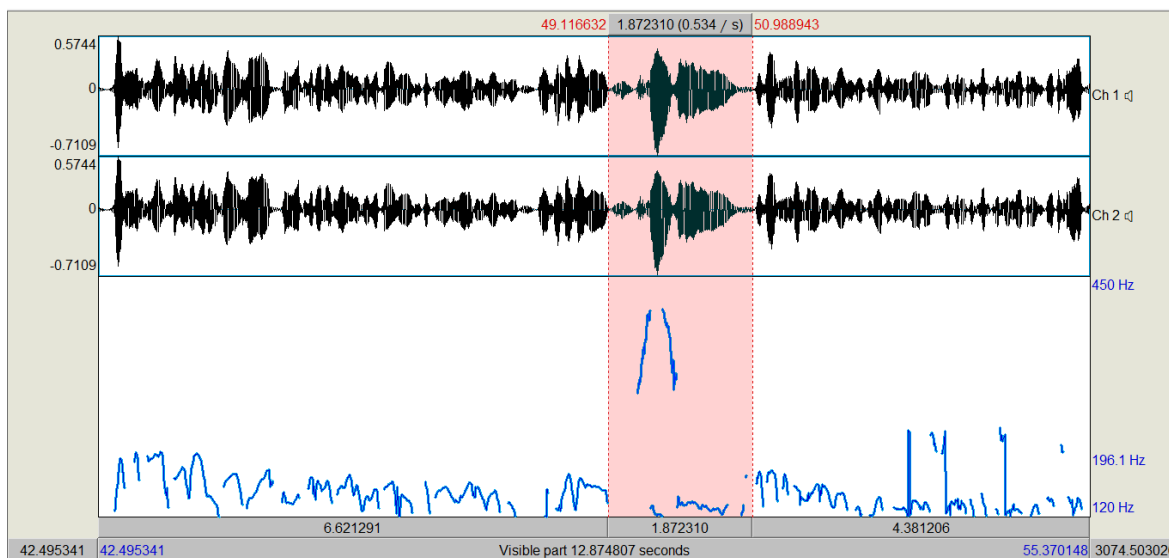 49.116632 1.872310 (0.534 / s) 50.988943
0.5744
0
-0.7109
Ch 1
0.5744
0
-0.7109
Ch 2
450 Hz
196.1 Hz
120 Hz
6.621291 1.872310 4.381206
42.495341 42.495341 Visible part 12.874807 seconds 55.370148